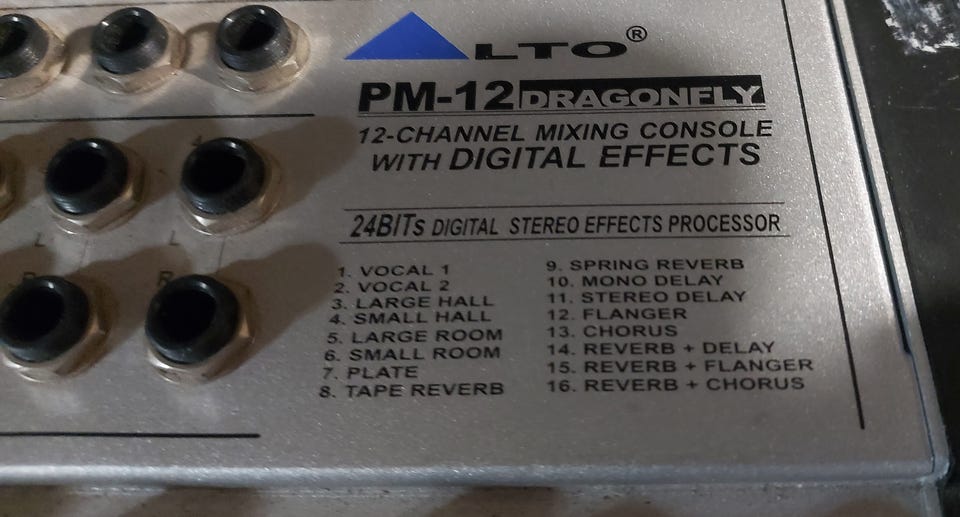 ALTO®
PM-12 DRAGONFLY
12-CHANNEL MIXING CONSOLE
WITH DIGITAL EFFECTS
24BITs DIGITAL STEREO EFFECTS PROCESSOR
1. VOCAL 1
2. VOCAL 2
3. LARGE HALL
4. SMALL HALL
5. LARGE ROOM
6. SMALL ROOM
7. PLATE
8. TAPE REVERB
9. SPRING REVERB
10. MONO DELAY
11. STEREO DELAY
12. FLANGER
13. CHORUS
14. REVERB + DELAY
15. REVERB + FLANGER
16. REVERB + CHORUS
4
L
L
R
R